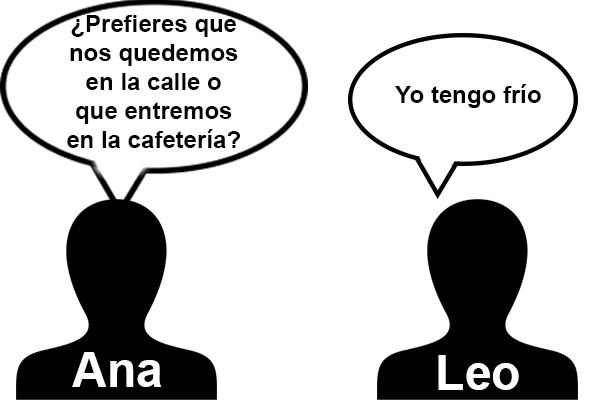 ¿Prefieres que
nos quedemos
en la calle o
que entremos
en la cafetería?
Yo tengo frío
Ana
Leo